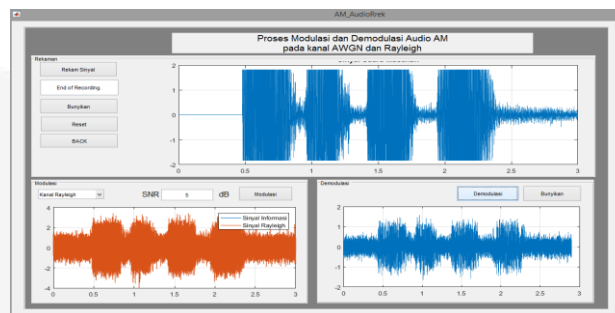 AM_AudioRrek
Proses Modulasi dan Demodulasi Audio AM
pada kanal AWGN dan Rayleigh
Rekaman
Rekam Sinyal
End of Recording
Bunyikan
Reset
BACK
2
1
0
-1
-2
0 0.5 1 1.5 2 2.5 3
Modulasi
Kanal Rayleigh
SNR 5 dB
Modulasi
Sinyal Informasi
Sinyal Rayleigh
4
2
0
-2
-4
0 0.5 1 1.5 2 2.5 3
Demodulasi
Demodulasi
Bunyikan
2
1
0
-1
-2
0 0.5 1 1.5 2 2.5 3